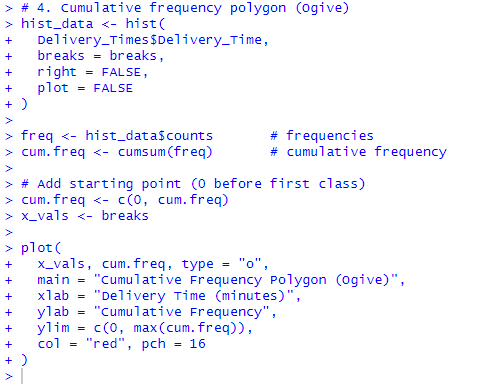 > # 4. Cumulative frequency polygon (Ogive)
> hist_data <- hist(
+   Delivery_Times$Delivery_Time,
+   breaks = breaks,
+   right = FALSE,
+   plot = FALSE
+ )
>
> freq <- hist_data$counts       # frequencies
> cum.freq <- cumsum(freq)       # cumulative frequency
>
> # Add starting point (0 before first class)
> cum.freq <- c(0, cum.freq)
> x_vals <- breaks
>
> plot(
+   x_vals, cum.freq, type = "o",
+   main = "Cumulative Frequency Polygon (Ogive)",
+   xlab = "Delivery Time (minutes)",
+   ylab = "Cumulative Frequency",
+   ylim = c(0, max(cum.freq)),
+   col = "red", pch = 16
+ )
>